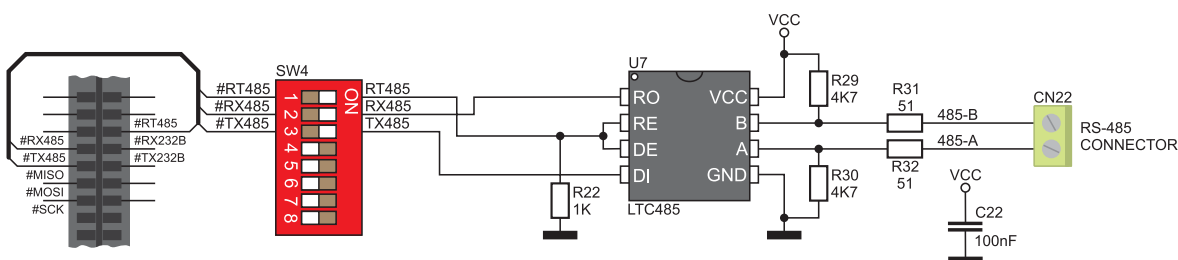 VCC
SW4
U7
#RT485
RT485
R29
4K7
#RX485
RX485
RO
VCC
R31
51
CN22
#TX485
TX485
ON
1
2
3
4
5
6
7
8
#RT485
RE
B
485-B
RS-485
CONNECTOR
#RX485
#RX232B
DE
A
485-A
#TX485
#TX232B
DI
GND
R32
51
#MISO
R22
1K
R30
4K7
VCC
#MOSI
LTC485
#SCK
C22
100nF